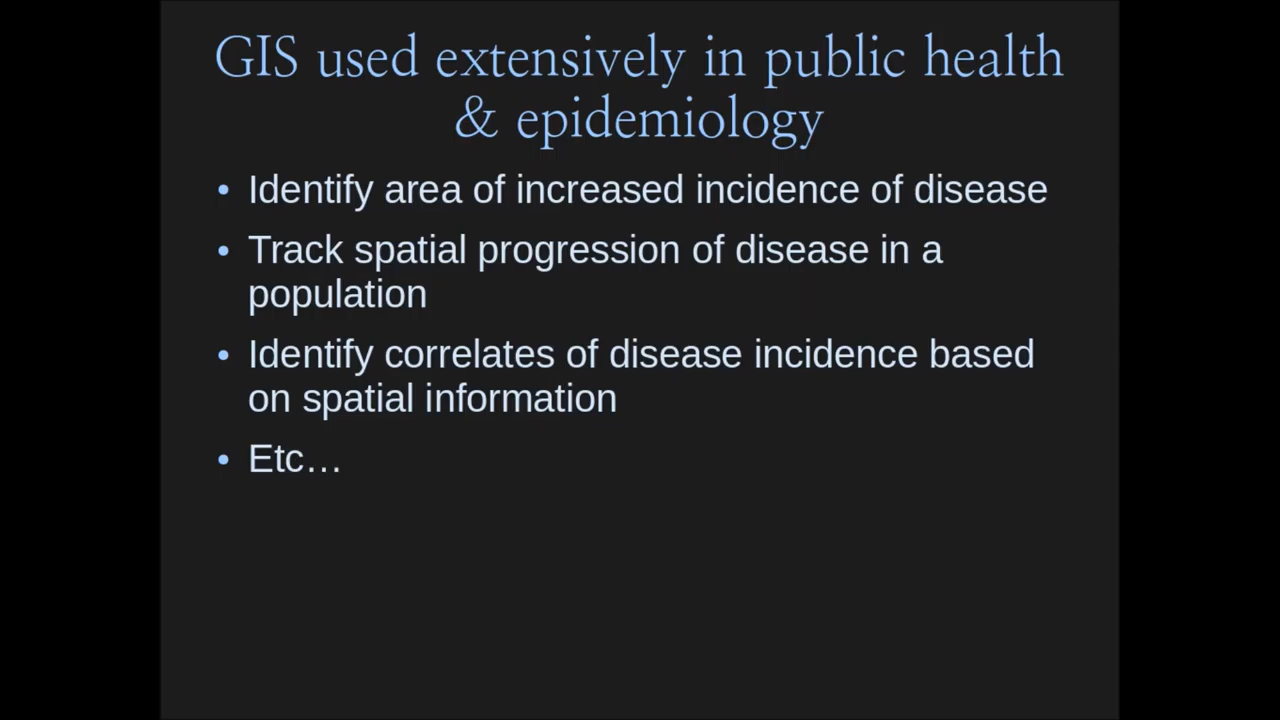 GIS used extensively in public health
& epidemiology
• Identify area of increased incidence of disease
• Track spatial progression of disease in a
population
• Identify correlates of disease incidence based
on spatial information
• Etc…